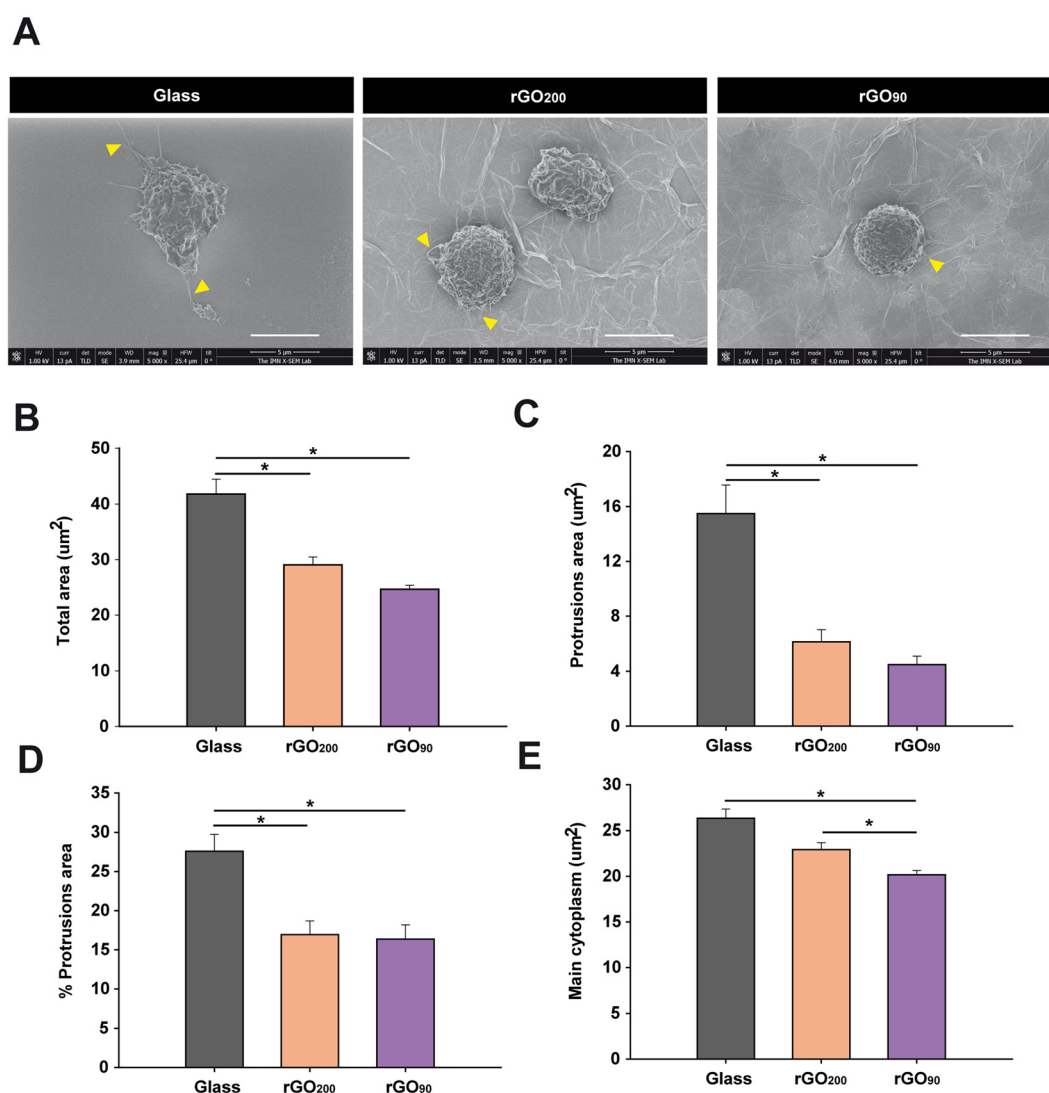 A
Glass
rGO200
rGO90
HV curr det mode WD mag HFW tilt 5 µm
1.00 kV 13 pA TLD SE 3.9 mm 5 000 x 25.4 µm 0 ° The IMN X-SEM Lab
HV curr det mode WD mag HFW tilt 5 µm
1.00 kV 13 pA TLD SE 3.5 mm 5 000 x 25.4 µm 0 ° The IMN X-SEM Lab
HV curr det mode WD mag HFW tilt 5 µm
1.00 kV 13 pA TLD SE 4.0 mm 5 000 x 25.4 µm 0 ° The IMN X-SEM Lab
B
Total area (um²)
50
40
30
20
10
0
*
*
Glass rGO200 rGO90
C
Protrusions area (um²)
20
16
12
8
4
0
*
*
Glass rGO200 rGO90
D
% Protrusions area
35
30
25
20
15
10
5
0
*
*
Glass rGO200 rGO90
E
Main cytoplasm (um²)
30
25
20
15
10
5
0
*
*
Glass rGO200 rGO90